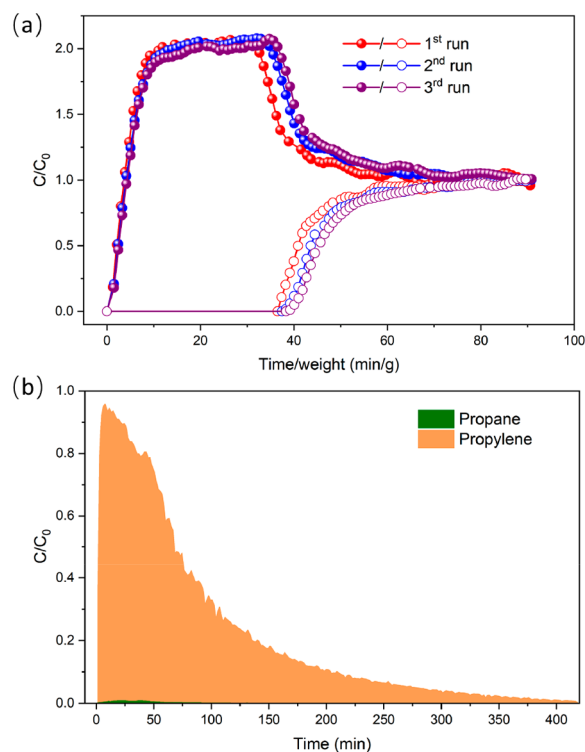 (a)
C/C0
2.0
1.5
1.0
0.5
0.0
1st run
2nd run
3rd run
0 20 40 60 80 100
Time/weight (min/g)
(b)
C/C0
1.0
0.8
0.6
0.4
0.2
0.0
Propane
Propylene
0 50 100 150 200 250 300 350 400
Time (min)